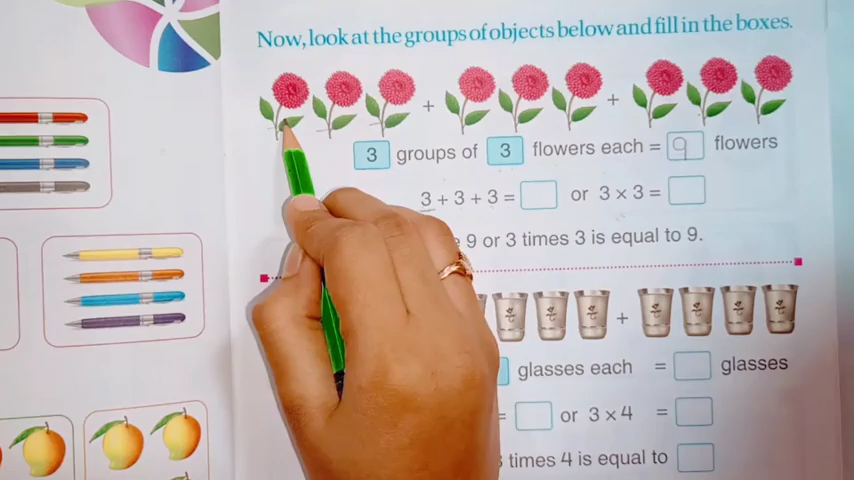 Now, look at the groups of objects below and fill in the boxes.
+ +
3 groups of 3 flowers each = 9 flowers
3 + 3 + 3 = or 3 × 3 =
9 or 3 times 3 is equal to 9.
+
glasses each = glasses
= or 3 × 4 =
times 4 is equal to